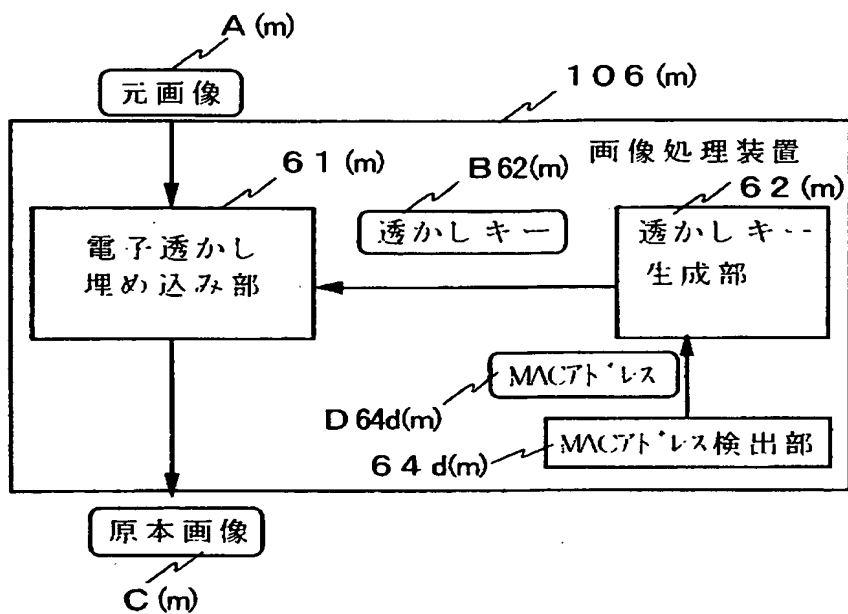 A(m)
元画像
106(m)
画像処理装置
61(m)
B62(m)
62(m)
電子透かし
埋め込み部
透かしキー
透かしキー
生成部
MACアドレス
D64d(m)
64d(m)
MACアドレス検出部
原本画像
C(m)